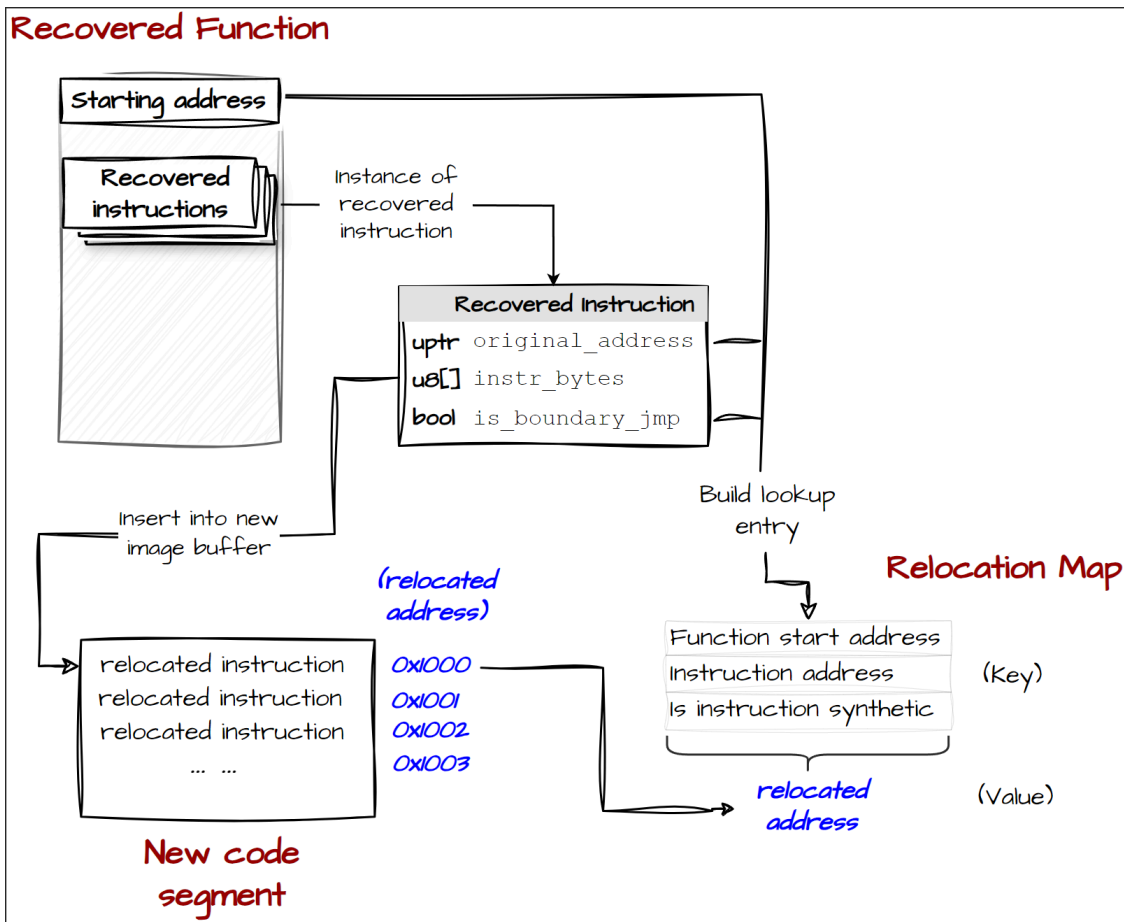 Recovered Function
Starting address
Recovered
instructions
Instance of
recovered
instruction
Recovered Instruction
uptr original_address
u8[] instr_bytes
bool is_boundary_jmp
Insert into new
image buffer
Build lookup
entry
Relocation Map
(relocated
address)
relocated instruction 0x1000
relocated instruction 0x1001
relocated instruction 0x1002
... ... 0x1003
New code
segment
Function start address
Instruction address (Key)
Is instruction synthetic
relocated
address
(Value)